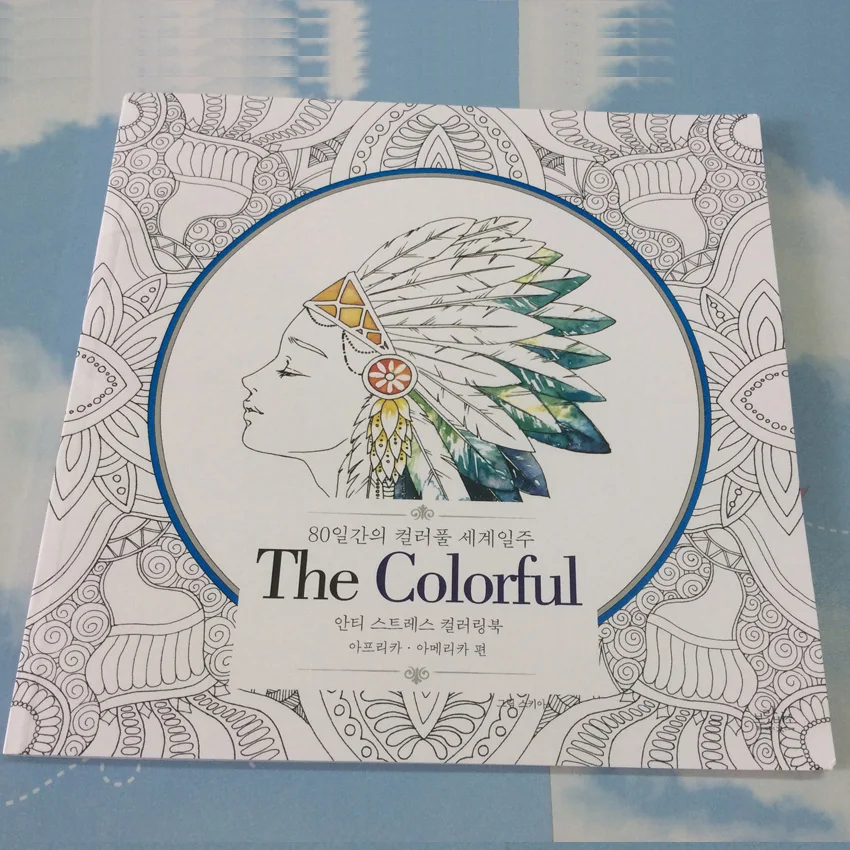 80일간의 컬러풀 세계일주
The Colorful
안티 스트레스 컬러링북
아프리카 · 아메리카 편